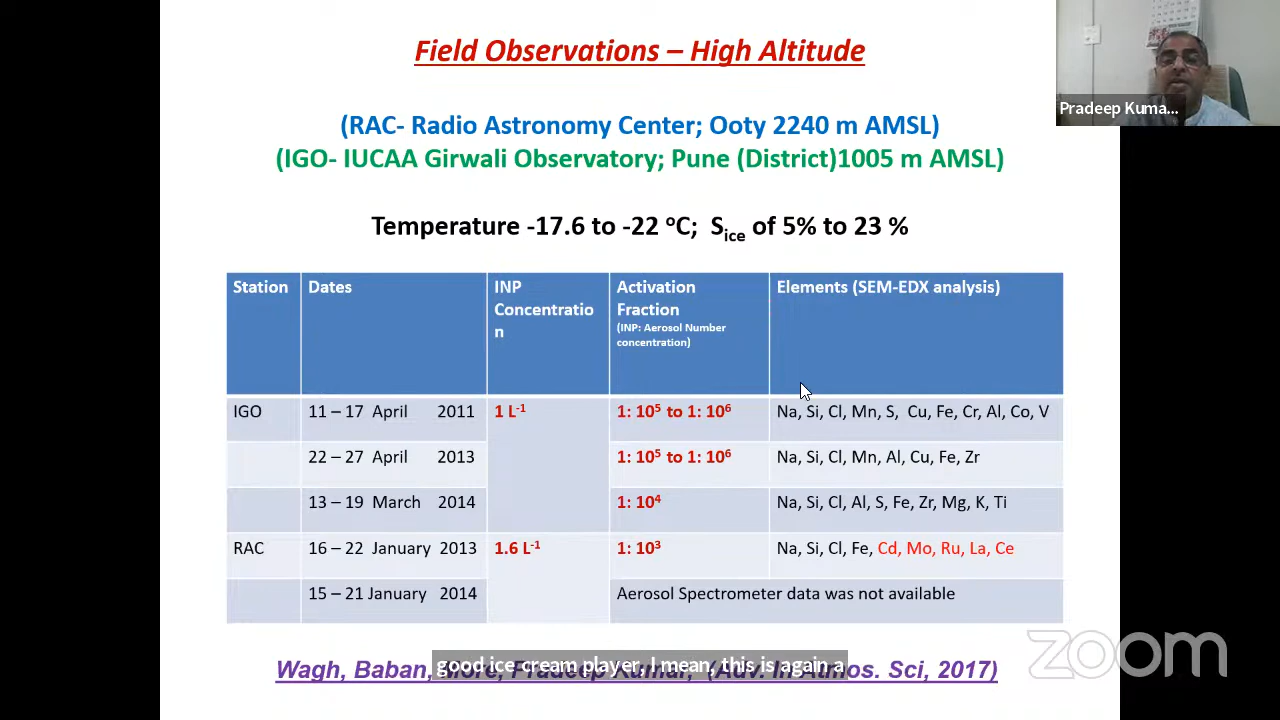 Field Observations – High Altitude
Pradeep Kuma...
(RAC- Radio Astronomy Center; Ooty 2240 m AMSL)
(IGO- IUCAA Girwali Observatory; Pune (District)1005 m AMSL)
Temperature -17.6 to -22 ᵒC; Sice of 5% to 23 %
Station Dates INP Concentratio n Activation Fraction (INP: Aerosol Number concentration) Elements (SEM-EDX analysis)
IGO 11 – 17 April 2011 1 L⁻¹ 1: 10⁵ to 1: 10⁶ Na, Si, Cl, Mn, S, Cu, Fe, Cr, Al, Co, V
22 – 27 April 2013 1: 10⁵ to 1: 10⁶ Na, Si, Cl, Mn, Al, Cu, Fe, Zr
13 – 19 March 2014 1: 10⁴ Na, Si, Cl, Al, S, Fe, Zr, Mg, K, Ti
RAC 16 – 22 January 2013 1.6 L⁻¹ 1: 10³ Na, Si, Cl, Fe, Cd, Mo, Ru, La, Ce
15 – 21 January 2014 Aerosol Spectrometer data was not available
zoom
good ice cream player, I mean, this is again a
Wagh, Baban, More, Pradeep Kumar, (Adv. In Atmos. Sci, 2017)